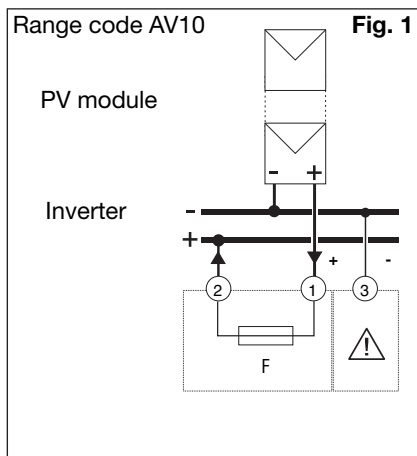 Range code AV10 Fig. 1
PV module
- +
Inverter -
+
+ -
2 1 3
F